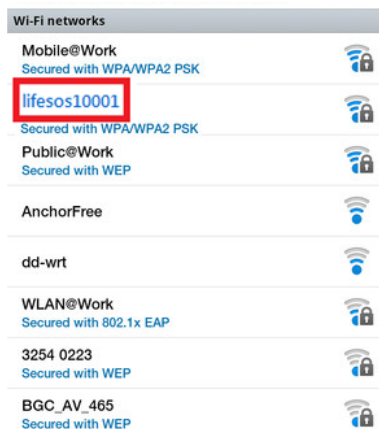 Wi-Fi networks
Mobile@Work
Secured with WPA/WPA2 PSK
lifesos10001
Secured with WPA/WPA2 PSK
Public@Work
Secured with WEP
AnchorFree
dd-wrt
WLAN@Work
Secured with 802.1x EAP
3254 0223
Secured with WEP
BGC_AV_465
Secured with WEP